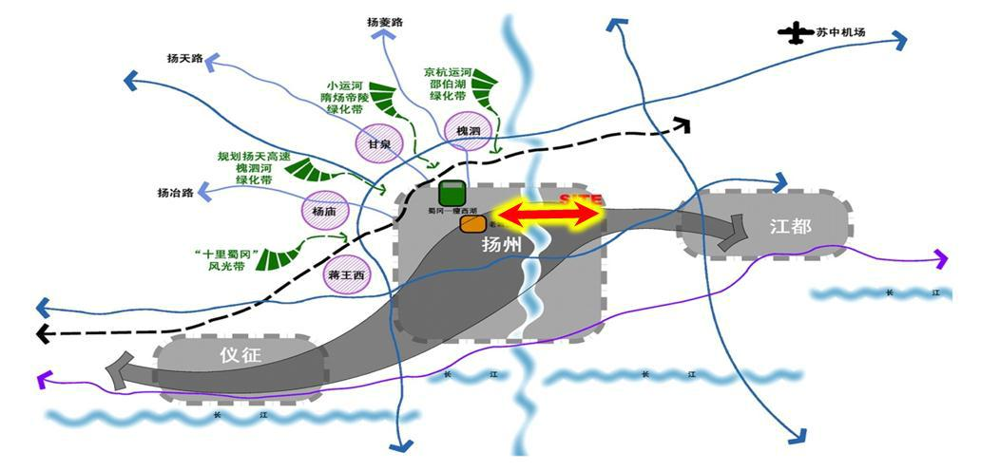 扬菱路
苏中机场
扬天路
京杭运河
邵伯湖
绿化带
小运河
隋炀帝陵
绿化带
槐泗
甘泉
规划扬天高速
槐泗河
绿化带
扬冶路
杨庙
蜀冈—瘦西湖
SITE
老
扬州
江都
“十里蜀冈”
风光带
蒋王西
长 江
仪征
长 江
长 江
长 江